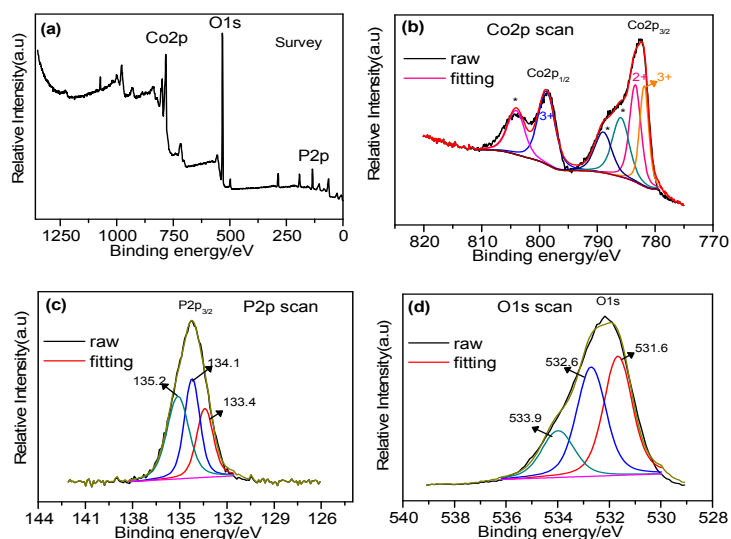 (a)
O1s
Co2p
Survey
P2p
Relative Intensity(a.u)
1250 1000 750 500 250 0
Binding energy/eV
(b)
Co2p scan
Co2p3/2
raw
fitting
Co2p1/2
2+
3+
*
3+
*
*
Relative Intensity(a.u)
820 810 800 790 780 770
Binding energy/eV
(c)
P2p3/2
P2p scan
raw
fitting
134.1
135.2
133.4
Relative Intensity(a.u)
144 141 138 135 132 129 126
Binding energy/eV
(d)
O1s scan
O1s
raw
fitting
531.6
532.6
533.9
Relative Intensity(a.u)
540 538 536 534 532 530 528
Binding energy/eV